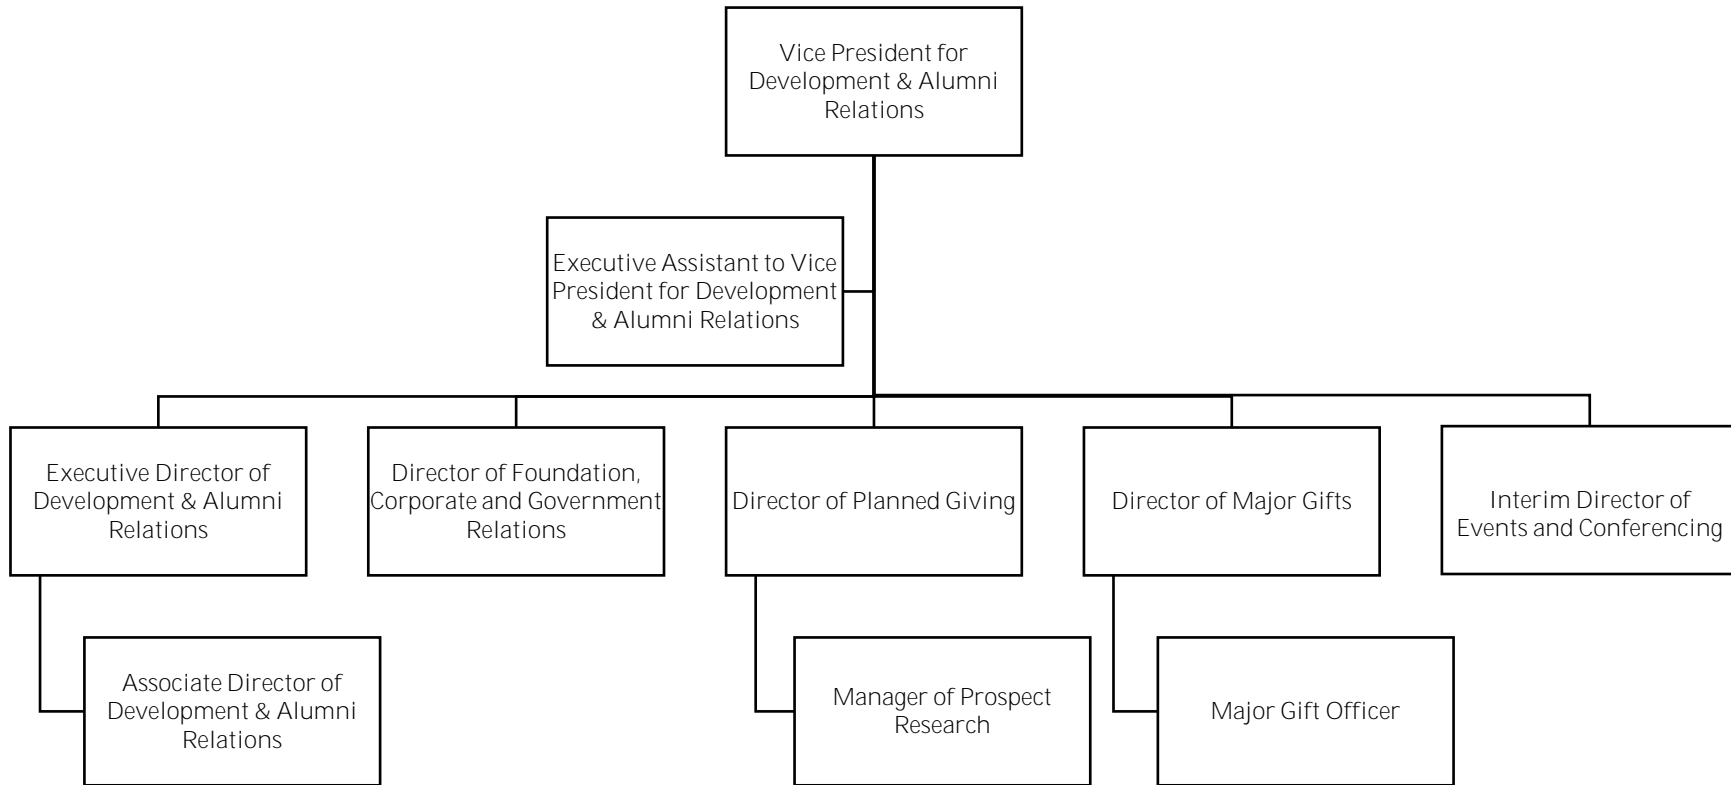 Vice President for
Development & Alumni
Relations
Executive Assistant to Vice
President for Development
& Alumni Relations
Executive Director of
Development & Alumni
Relations
Director of Foundation,
Corporate and Government
Relations
Director of Planned Giving
Director of Major Gifts
Interim Director of
Events and Conferencing
Associate Director of
Development & Alumni
Relations
Manager of Prospect
Research
Major Gift Officer